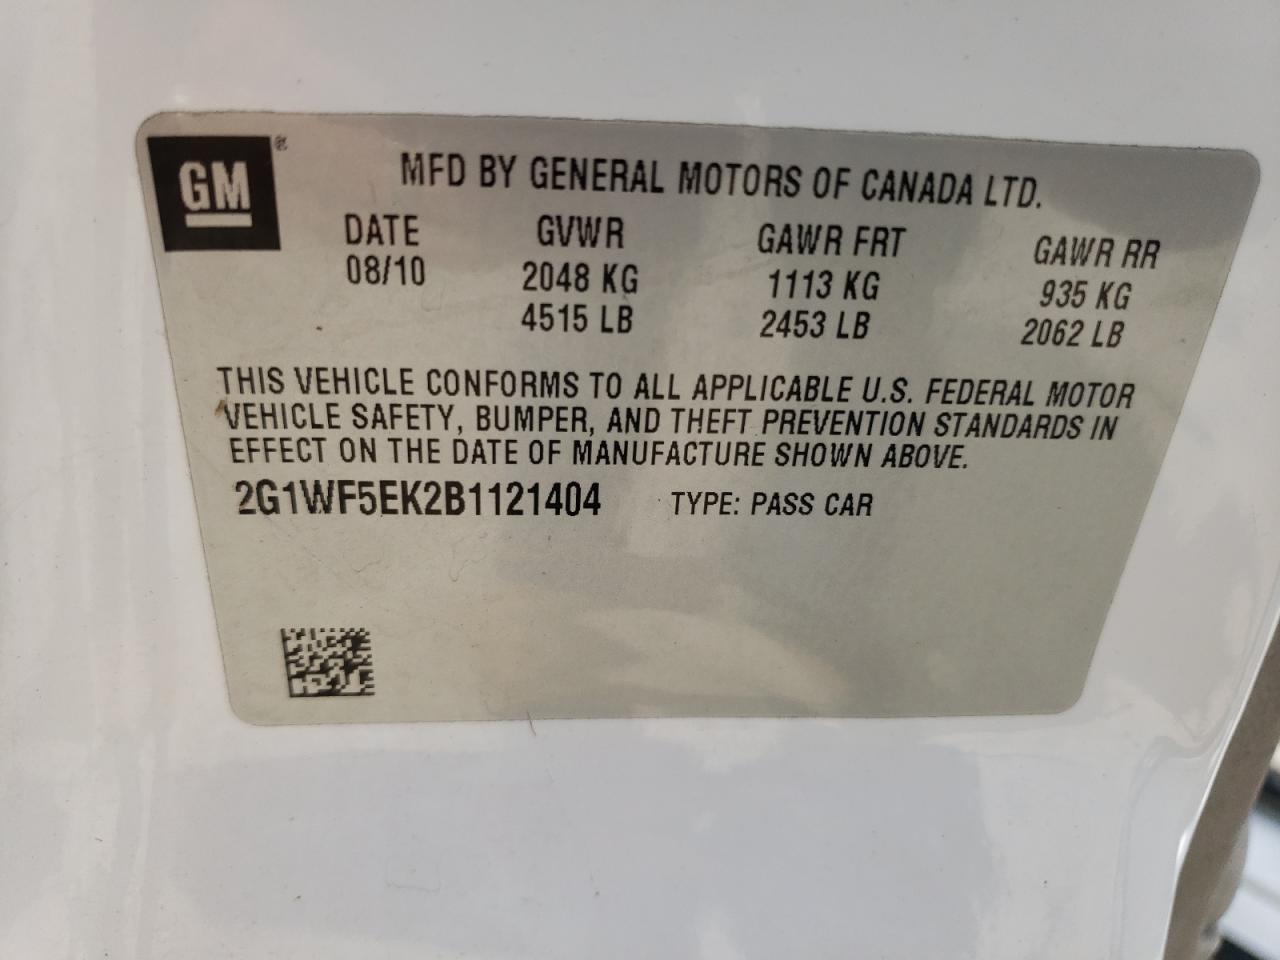 GM ®
MFD BY GENERAL MOTORS OF CANADA LTD.
DATE GVWR GAWR FRT GAWR RR
08/10 2048 KG 1113 KG 935 KG
4515 LB 2453 LB 2062 LB
THIS VEHICLE CONFORMS TO ALL APPLICABLE U.S. FEDERAL MOTOR
VEHICLE SAFETY, BUMPER, AND THEFT PREVENTION STANDARDS IN
EFFECT ON THE DATE OF MANUFACTURE SHOWN ABOVE.
2G1WF5EK2B1121404 TYPE: PASS CAR